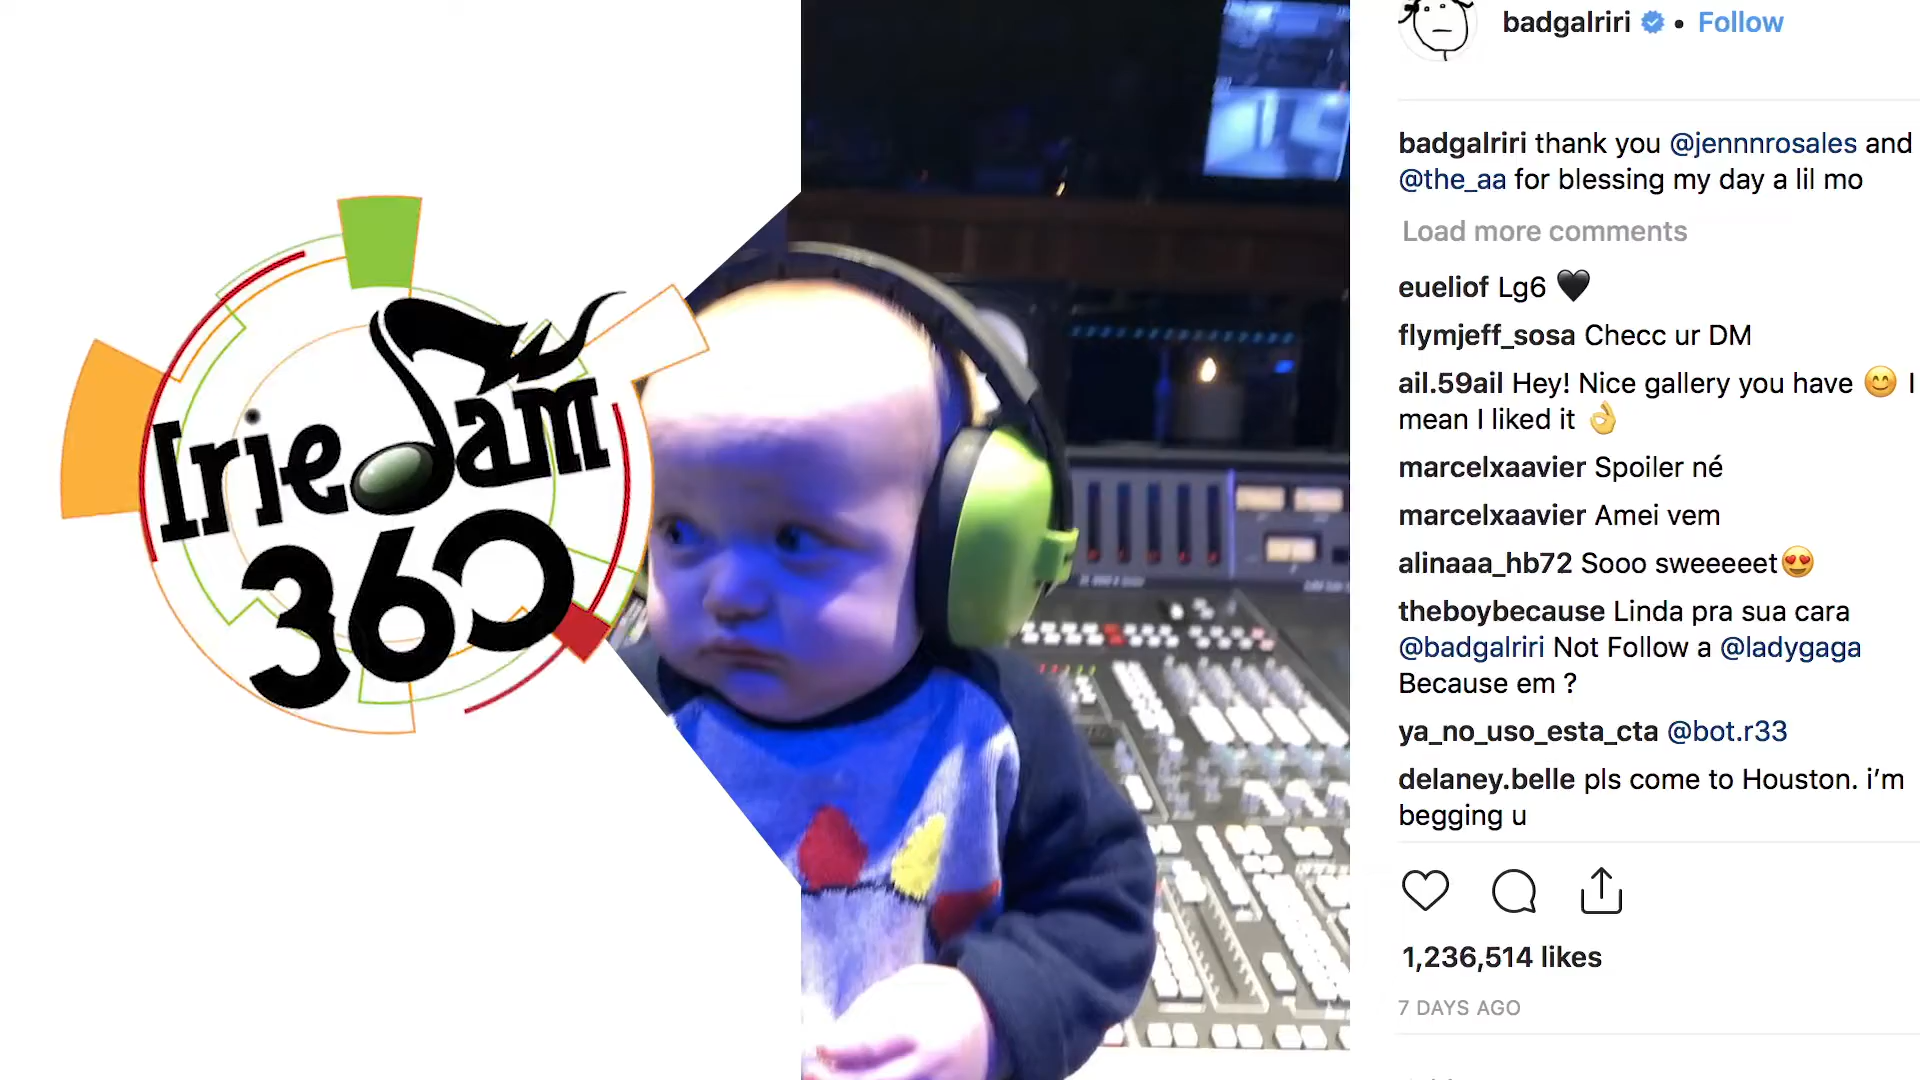 IrieJam
360
badgalriri • Follow
badgalriri thank you @jennnrosales and
@the_aa for blessing my day a lil mo
Load more comments
eueliof Lg6 🖤
flymjeff_sosa Checc ur DM
ail.59ail Hey! Nice gallery you have 😊 I
mean I liked it 👌
marcelxaavier Spoiler né
marcelxaavier Amei vem
alinaaa_hb72 Sooo sweeeeet😍
theboybecause Linda pra sua cara
@badgalriri Not Follow a @ladygaga
Because em ?
ya_no_uso_esta_cta @bot.r33
delaney.belle pls come to Houston. i’m
begging u
1,236,514 likes
7 DAYS AGO